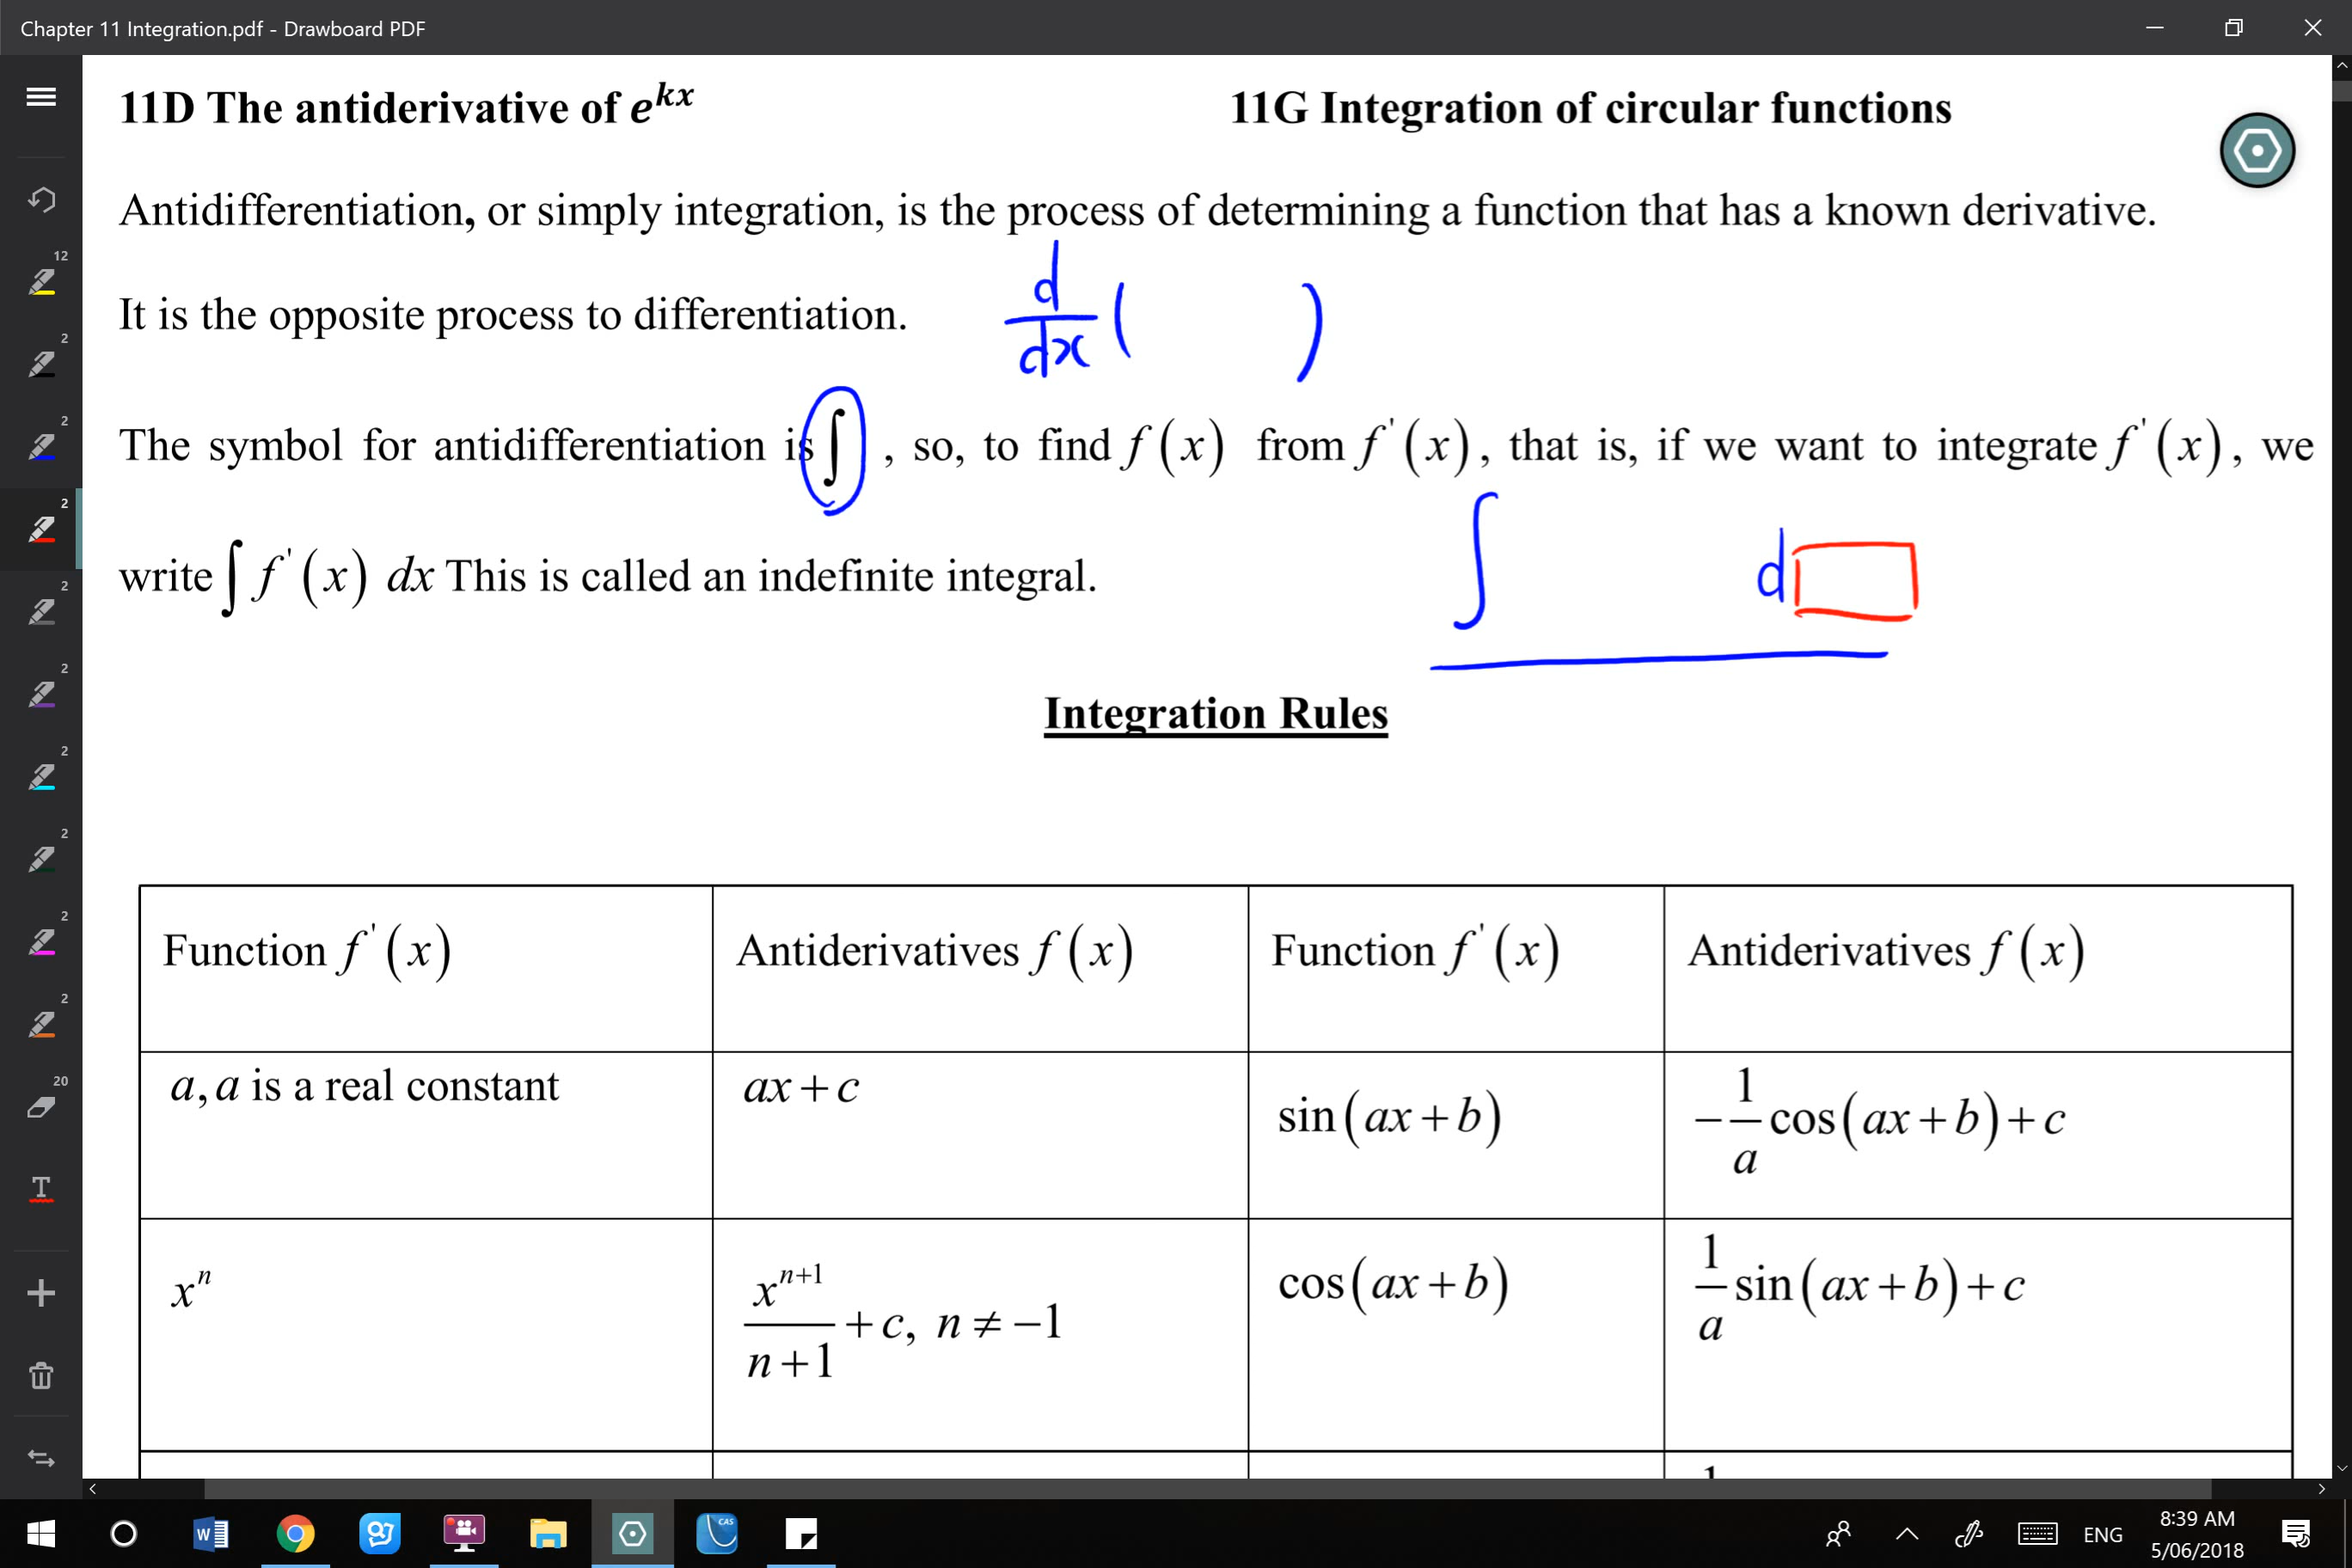 Chapter 11 Integration.pdf - Drawboard PDF
11D The antiderivative of e^{kx}
11G Integration of circular functions
Antidifferentiation, or simply integration, is the process of determining a function that has a known derivative.
It is the opposite process to differentiation.
d/dx ( )
The symbol for antidifferentiation is ∫ , so, to find f(x) from f'(x), that is, if we want to integrate f'(x), we
write ∫ f'(x) dx This is called an indefinite integral.
∫ d
Integration Rules
Function f'(x)
Antiderivatives f(x)
Function f'(x)
Antiderivatives f(x)
a, a is a real constant
ax+c
sin(ax+b)
-1/a cos(ax+b)+c
x^n
x^{n+1}/n+1 +c, n≠-1
cos(ax+b)
1/a sin(ax+b)+c
1
12
2
2
2
2
2
2
2
2
2
20
T
W
CAS
ENG
8:39 AM
5/06/2018